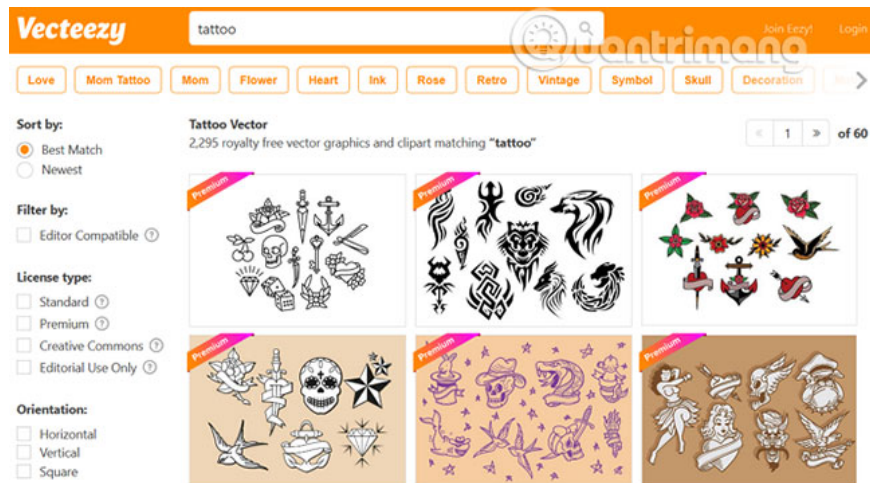 Vecteezy
tattoo
Quantrimang
Join Eezy!
Login
Love
Mom Tattoo
Mom
Flower
Heart
Ink
Rose
Retro
Vintage
Symbol
Skull
Decoration
Sort by:
Best Match
Newest
Filter by:
Editor Compatible ?
License type:
Standard ?
Premium ?
Creative Commons ?
Editorial Use Only ?
Orientation:
Horizontal
Vertical
Square
Tattoo Vector
2,295 royalty free vector graphics and clipart matching "tattoo"
« 1 » of 60
Premium
Premium
Premium
Premium
Premium
Premium